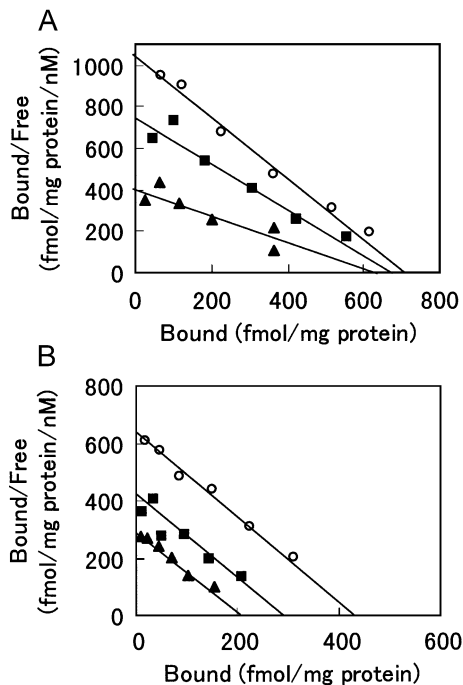 A
Bound/Free
(fmol/mg protein/nM)
1000
800
600
400
200
0
0 200 400 600 800
Bound (fmol/mg protein)
B
Bound/Free
(fmol/mg protein/nM)
800
600
400
200
0
0 200 400 600
Bound (fmol/mg protein)